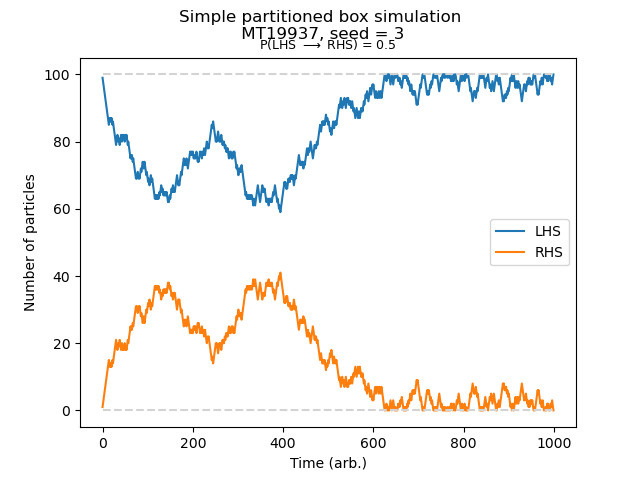 Simple partitioned box simulation
MT19937, seed = 3
P(LHS ⟶ RHS) = 0.5
Number of particles
100
80
60
40
20
0
LHS
RHS
0 200 400 600 800 1000
Time (arb.)